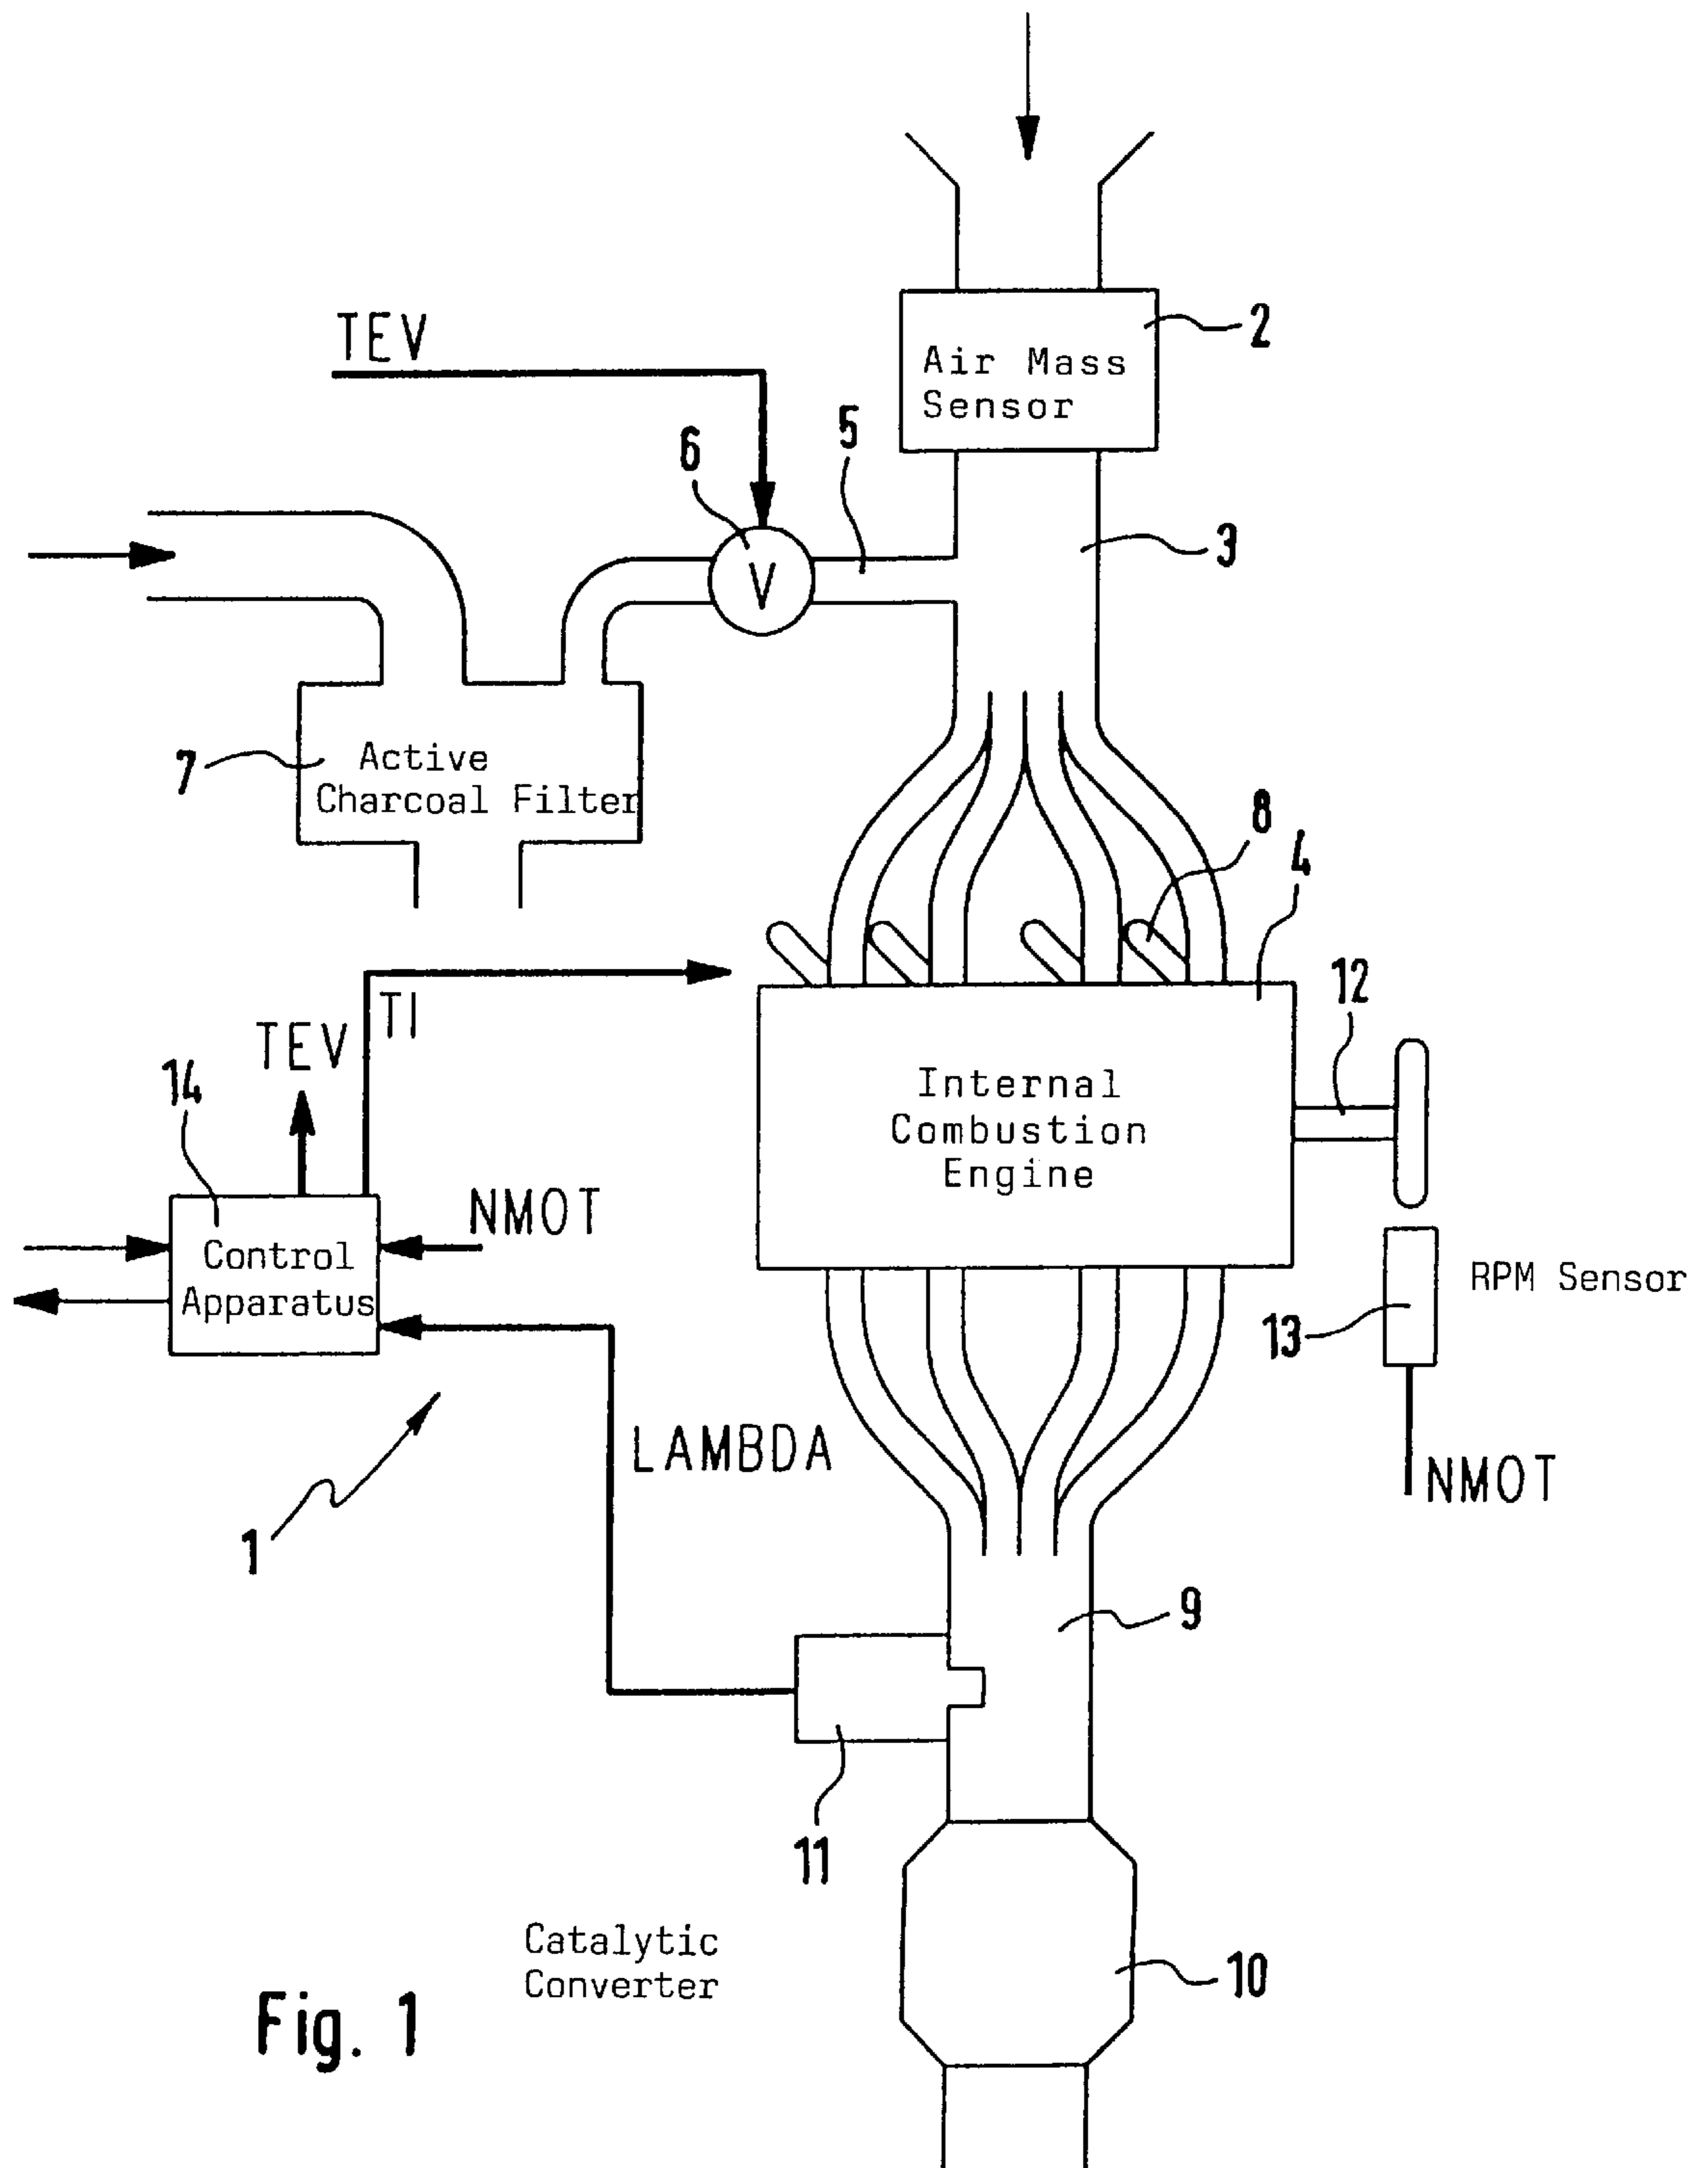 2
Air Mass
Sensor
TEV
5
6
3
V
7
Active
Charcoal Filter
8
4
12
TI
TEV
14
Internal
Combustion
Engine
NMOT
Control
Apparatus
RPM Sensor
13
LAMBDA
NMOT
1
9
11
Catalytic
Converter
10
Fig. 1